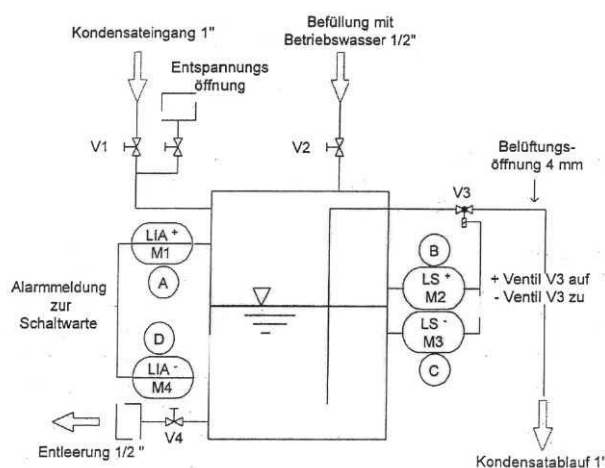 Kondensateingang 1"
Befüllung mit
Betriebswasser 1/2"
Entspannungs
öffnung
Belüftungs-
öffnung 4 mm
V1
V2
V3
LIA +
M1
A
B
LS +
M2
+ Ventil V3 auf
- Ventil V3 zu
Alarmmeldung
zur
Schaltwarte
D
LS -
M3
C
LIA -
M4
V4
Entleerung 1/2 "
Kondensatablauf 1"